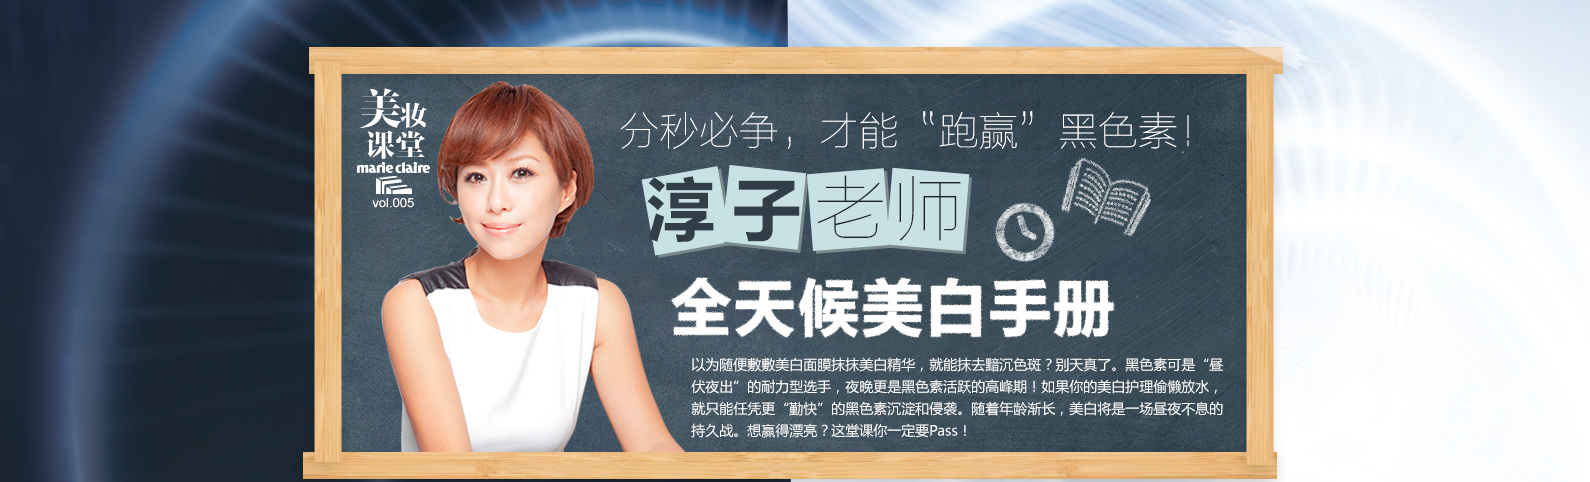 美妆
课堂
marie claire
vol.005
分秒必争，才能“跑赢”黑色素！
淳子老师
全天候美白手册
以为随便敷敷美白面膜抹抹美白精华，就能抹去黯沉色斑？别天真了。黑色素可是“昼
伏夜出”的耐力型选手，夜晚更是黑色素活跃的高峰期！如果你的美白护理偷懒放水，
就只能任凭更“勤快”的黑色素沉淀和侵袭。随着年龄渐长，美白将是一场昼夜不息的
持久战。想赢得漂亮？这堂课你一定要Pass！